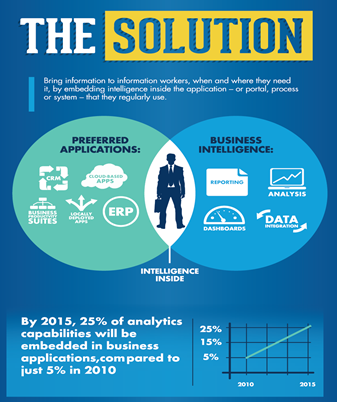 THE SOLUTION
Bring information to information workers, when and where they need
it, by embedding intelligence inside the application – or portal, process
or system – that they regularly use.
PREFERRED
APPLICATIONS:
CRM
CLOUD-BASED
APPS
BUSINESS
PRODUCTIVITY
SUITES
LOCALLY
DEPLOYED
APPS
ERP
BUSINESS
INTELLIGENCE:
REPORTING
ANALYSIS
DASHBOARDS
DATA
INTEGRATION
INTELLIGENCE
INSIDE
By 2015, 25% of analytics
capabilities will be
embedded in business
applications,compared to
just 5% in 2010
25%
15%
5%
2010 2015